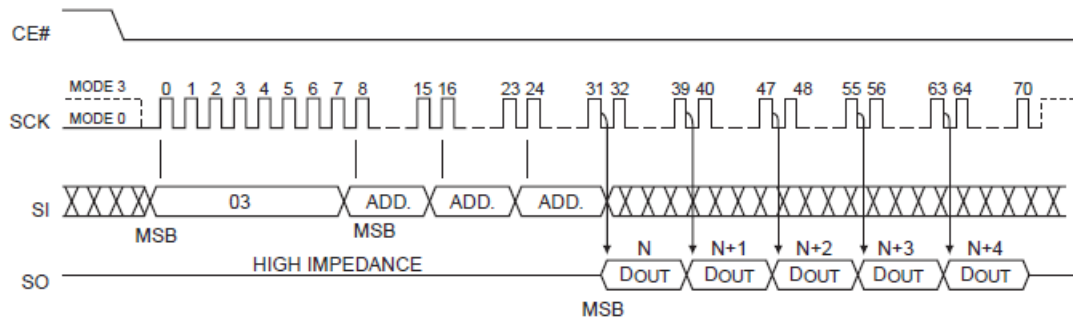 CE#
MODE 3 0 1 2 3 4 5 6 7 8 15 16 23 24 31 32 39 40 47 48 55 56 63 64 70
SCK MODE 0
SI 03 ADD. ADD. ADD.
MSB MSB
N N+1 N+2 N+3 N+4
HIGH IMPEDANCE
SO DOUT DOUT DOUT DOUT DOUT
MSB